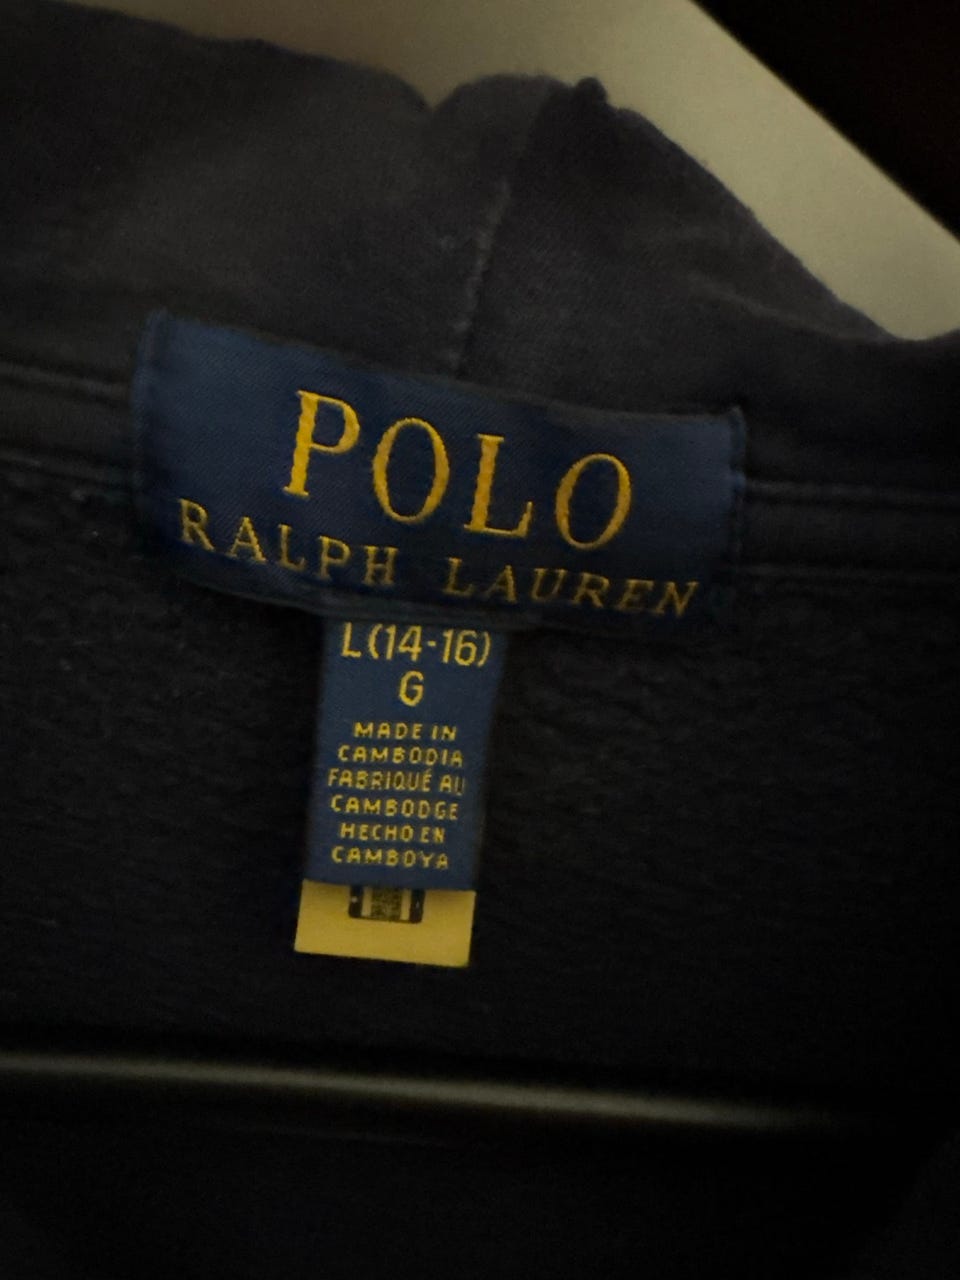 POLO
RALPH LAUREN
L(14-16)
G
MADE IN
CAMBODIA
FABRIQUÉ AU
CAMBODGE
HECHO EN
CAMBOYA